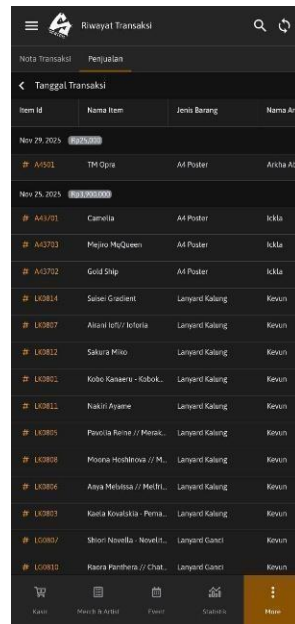 Riwayat Transaksi
Nota Transaksi Penjualan
Tanggal Transaksi
Item Id Nama Item Jenis Barang Nama Ar
Nov 29, 2025 Rp25,000
# A4501 TM Opra A4 Poster Arkha Ab
Nov 25, 2025 Rp3,900,000
# A43701 Camellia A4 Poster Ickla
# A43703 Mejiro MqQueen A4 Poster Ickla
# A43702 Gold Ship A4 Poster Ickla
# LK0814 Suisei Gradient Lanyard Kalung Kevun
# LK0807 Akani Iofi// Ioforia Lanyard Kalung Kevun
# LK0812 Sakura Miko Lanyard Kalung Kevun
# LK0801 Kobo Kanaeru - Kobok... Lanyard Kalung Kevun
# LK0811 Nakiri Ayame Lanyard Kalung Kevun
# LK0805 Pavolia Reine // Merak... Lanyard Kalung Kevun
# LK0808 Moona Hoshinova // M... Lanyard Kalung Kevun
# LK0806 Anya Melvissa // Melfri... Lanyard Kalung Kevun
# LK0803 Kaela Kovalskia - Pema... Lanyard Kalung Kevun
# LG0807 Shiori Novella - Novelit... Lanyard Ganci Kevun
# LG0810 Raora Panthera // Chat... Lanyard Ganci Kevun
Kasir Merch & Artist Event Statistik More